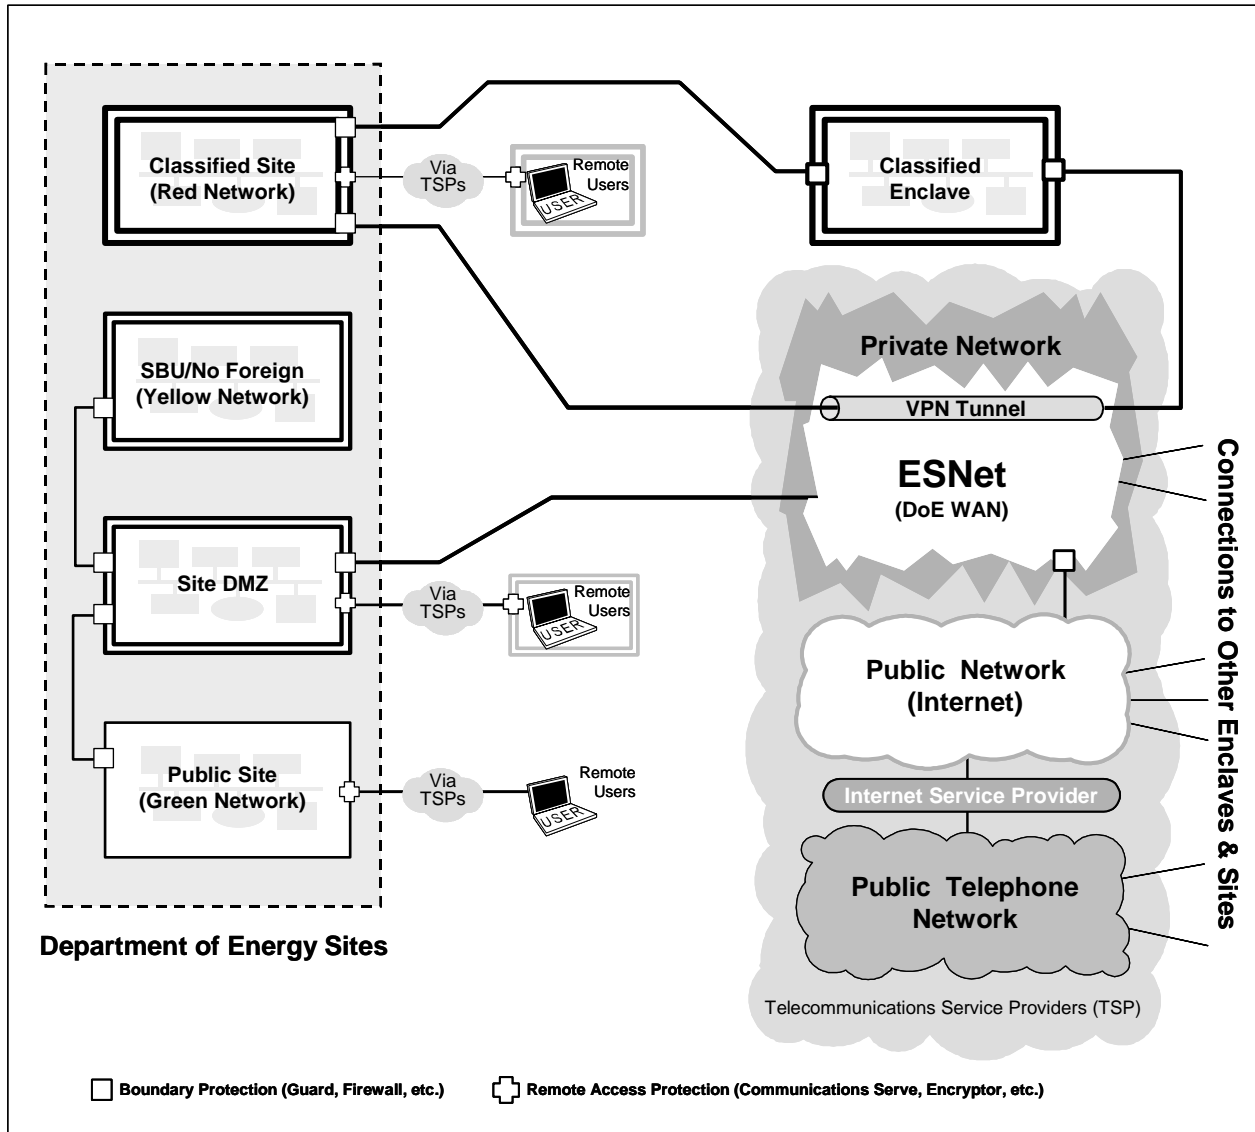 Classified Site
(Red Network)
Via
TSPs
Remote
Users
USER
Classified
Enclave
SBU/No Foreign
(Yellow Network)
Private Network
VPN Tunnel
ESNet
(DoE WAN)
Site DMZ
Via
TSPs
Remote
Users
USER
Public Network
(Internet)
Public Site
(Green Network)
Via
TSPs
Remote
Users
USER
Internet Service Provider
Public Telephone
Network
Connections to Other Enclaves & Sites
Department of Energy Sites
Telecommunications Service Providers (TSP)
Boundary Protection (Guard, Firewall, etc.)
Remote Access Protection (Communications Serve, Encryptor, etc.)